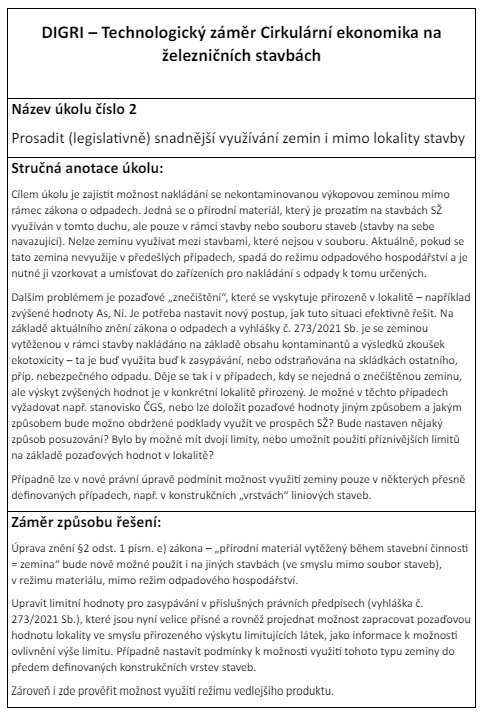 DIGRI – Technologický záměr Cirkulární ekonomika na
železničních stavbách
Název úkolu číslo 2
Prosadit (legislativně) snadnější využívání zemin i mimo lokality stavby
Stručná anotace úkolu:
Cílem úkolu je zajistit možnost nakládání se nekontaminovanou výkopovou zeminou mimo
rámec zákona o odpadech. Jedná se o přírodní materiál, který je prozatím na stavbách SŽ
využíván v tomto duchu, ale pouze v rámci stavby nebo souboru staveb (stavby na sebe
navazující). Nelze zeminu využívat mezi stavbami, které nejsou v souboru. Aktuálně, pokud se
tato zemina nevyužije v předešlých případech, spadá do režimu odpadového hospodářství a je
nutné ji vzorkovat a umísťovat do zařízeních pro nakládání s odpady k tomu určených.
Dalším problémem je pozaďové „znečištění", které se vyskytuje přirozeně v lokalitě – například
zvýšené hodnoty As, Ni. Je potřeba nastavit nový postup, jak tuto situaci efektivně řešit. Na
základě aktuálního znění zákona o odpadech a vyhlášky č. 273/2021 Sb. je se zeminou
vytěženou v rámci stavby nakládáno na základě obsahu kontaminantů a výsledků zkoušek
ekotoxicity – ta je buď využita buď k zasypávání, nebo odstraňována na skládkách ostatního,
příp. nebezpečného odpadu. Děje se tak i v případech, kdy se nejedná o znečištěnou zeminu,
ale výskyt zvýšených hodnot je v konkrétní lokalitě přirozený. Je možné v těchto případech
vyžadovat např. stanovisko ČGS, nebo lze doložit pozaďové hodnoty jiným způsobem a jakým
způsobem bude možno obdržené podklady využít ve prospěch SŽ? Bude nastaven nějaký
způsob posuzování? Bylo by možné mít dvojí limity, nebo umožnit použití příznivějších limitů
na základě pozaďových hodnot v lokalitě?
Případně lze v nové právní úpravě podmínit možnost využití zeminy pouze v některých přesně
definovaných případech, např. v konstrukčních „vrstvách" liniových staveb.
Záměr způsobu řešení:
Úprava znění §2 odst. 1 písm. e) zákona – „přírodní materiál vytěžený během stavební činnosti
= zemina" bude nově možné použít i na jiných stavbách (ve smyslu mimo soubor staveb),
v režimu materiálu, mimo režim odpadového hospodářství.
Upravit limitní hodnoty pro zasypávání v příslušných právních předpisech (vyhláška č.
273/2021 Sb.), které jsou nyní velice přísné a rovněž projednat možnost zapracovat pozaďovou
hodnotu lokality ve smyslu přirozeného výskytu limitujících látek, jako informace k možnosti
ovlivnění výše limitu. Případně nastavit podmínky k možnosti využití tohoto typu zeminy do
předem definovaných konstrukčních vrstev staveb.
Zároveň i zde prověřit možnost využití režimu vedlejšího produktu.